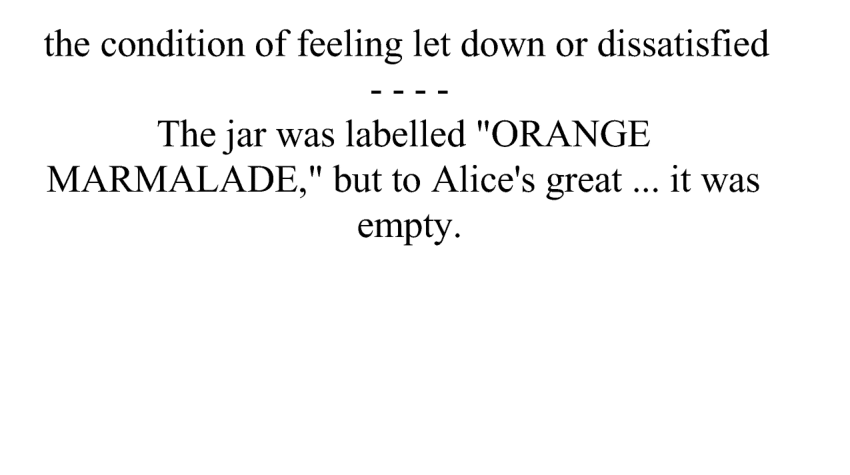 the condition of feeling let down or dissatisfied
- - - -
The jar was labelled "ORANGE
MARMALADE," but to Alice's great ... it was
empty.